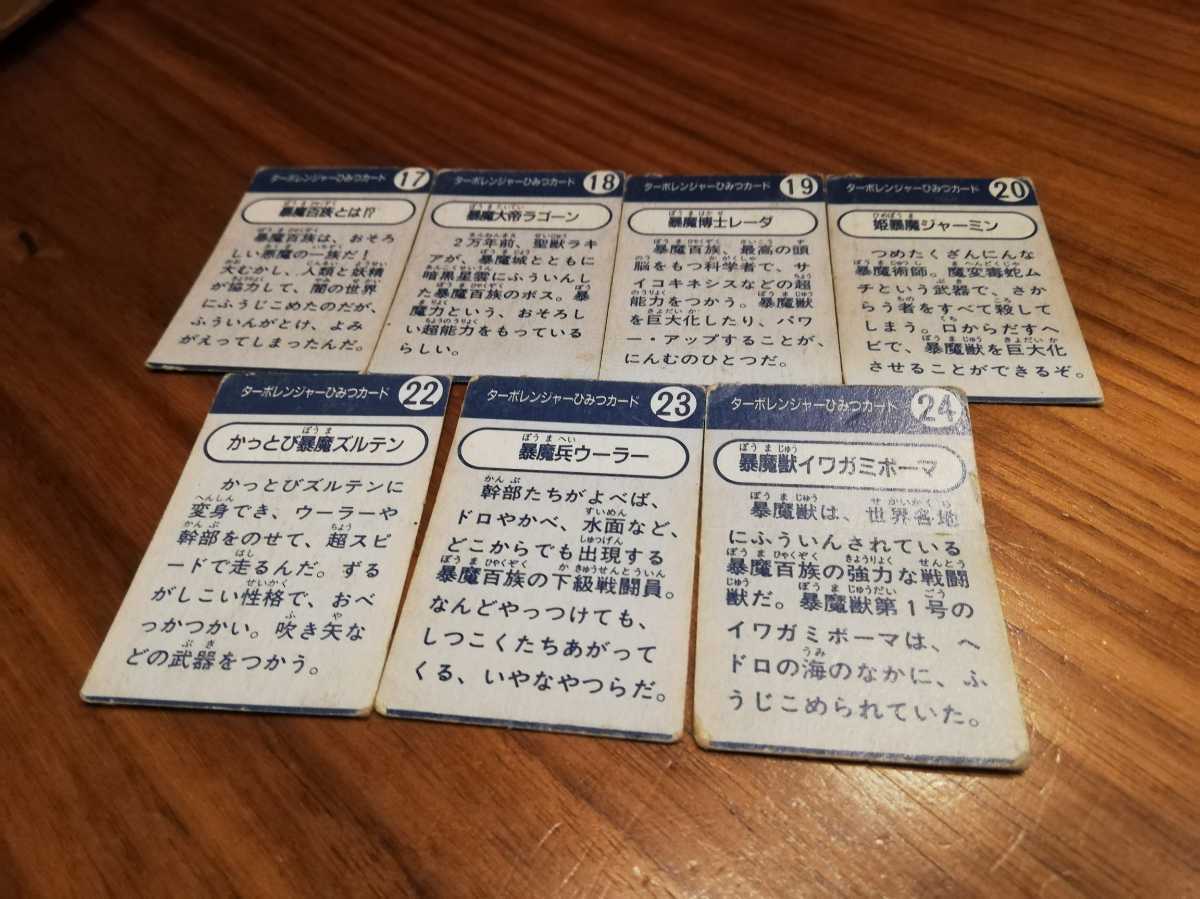 ターボレンジャーひみつカード 17
暴魔百族とは!?
暴魔百族は、おそろ
しい悪魔の一族だ!
大むかし、人類と妖精
が協力して、闇の世界
にふうじこめたのだが、
ふういんがとけ、よみ
がえってしまったんだ。
ターボレンジャーひみつカード 18
暴魔大帝ラゴーン
2万年前、聖獣ラキ
アが、暴魔城とともに
暗黒星雲にふういんし
た暴魔百族のボス。暴
魔力という、おそろし
い超能力をもっている
らしい。
ターボレンジャーひみつカード 19
暴魔博士レーダ
暴魔百族、最高の頭
脳をもつ科学者で、サ
イコキネシスなどの超
能力をつかう。暴魔獣
を巨大化したり、パワ
ー・アップすることが、
にんむのひとつだ。
ターボレンジャーひみつカード 20
姫暴魔ジャーミン
つめたくざんにんな
暴魔術師。魔変毒蛇ム
チという武器で、さか
らう者をすべて殺して
しまう。口からだすヘ
ビで、暴魔獣を巨大化
させることができるぞ。
ターボレンジャーひみつカード 22
かっとび暴魔ズルテン
かっとびズルテンに
変身でき、ウーラーや
幹部をのせて、超スピ
ードで走るんだ。ずる
がしこい性格で、おべ
っかつかい。吹き矢な
どの武器をつかう。
ターボレンジャーひみつカード 23
暴魔兵ウーラー
幹部たちがよべば、
ドロやかべ、水面など、
どこからでも出現する
暴魔百族の下級戦闘員。
なんどやっつけても、
しつこくたちあがって
くる、いやなやつらだ。
ターボレンジャーひみつカード 24
暴魔獣イワガミボーマ
暴魔獣は、世界各地
にふういんされている
暴魔百族の強力な戦闘
獣だ。暴魔獣第1号の
イワガミボーマは、ヘ
ドロの海のなかに、ふ
うじこめられていた。